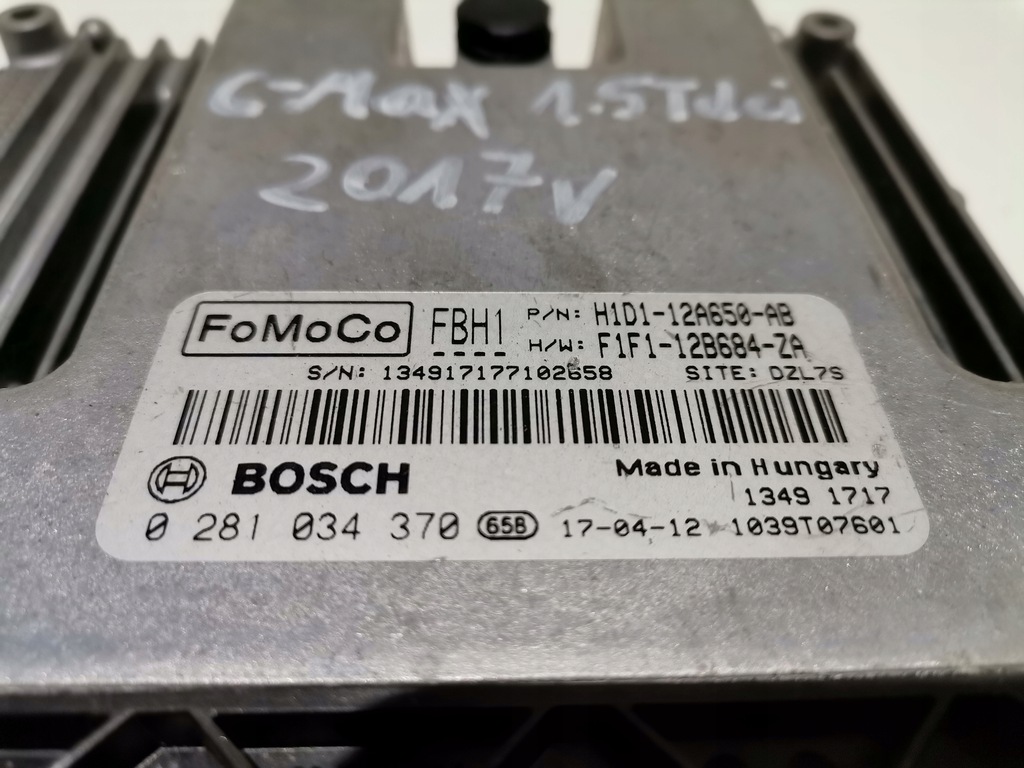 C-Max 1.5Tdci
2017v
FoMoCo FBH1 P/N: H1D1-12A650-AB
H/W: F1F1-12B684-ZA
S/N: 134917177102658 SITE: DZL7S
BOSCH Made in Hungary
1349 1717
0 281 034 370 65B 17-04-12 1039T07601